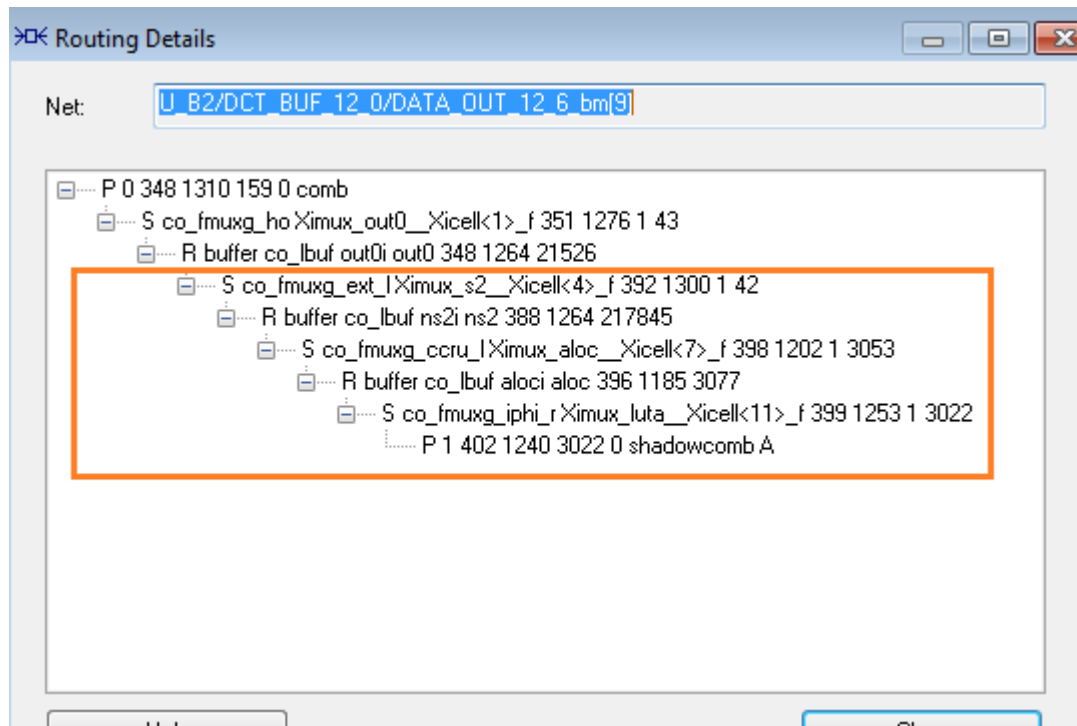 Routing Details
Net: U_B2/DCT_BUF_12_0/DATA_OUT_12_6_bm[9]
P 0 348 1310 159 0 comb
S co_fmuxg_ho Ximux_out0__Xicell<1>_f 351 1276 1 43
R buffer co_lbuf out0i out0 348 1264 21526
S co_fmuxg_ext_l Ximux_s2__Xicell<4>_f 392 1300 1 42
R buffer co_lbuf ns2i ns2 388 1264 217845
S co_fmuxg_ccru_l Ximux_aloc__Xicell<7>_f 398 1202 1 3053
R buffer co_lbuf aloci aloc 396 1185 3077
S co_fmuxg_iphi_r Ximux_luta__Xicell<11>_f 399 1253 1 3022
P 1 402 1240 3022 0 shadowcomb A